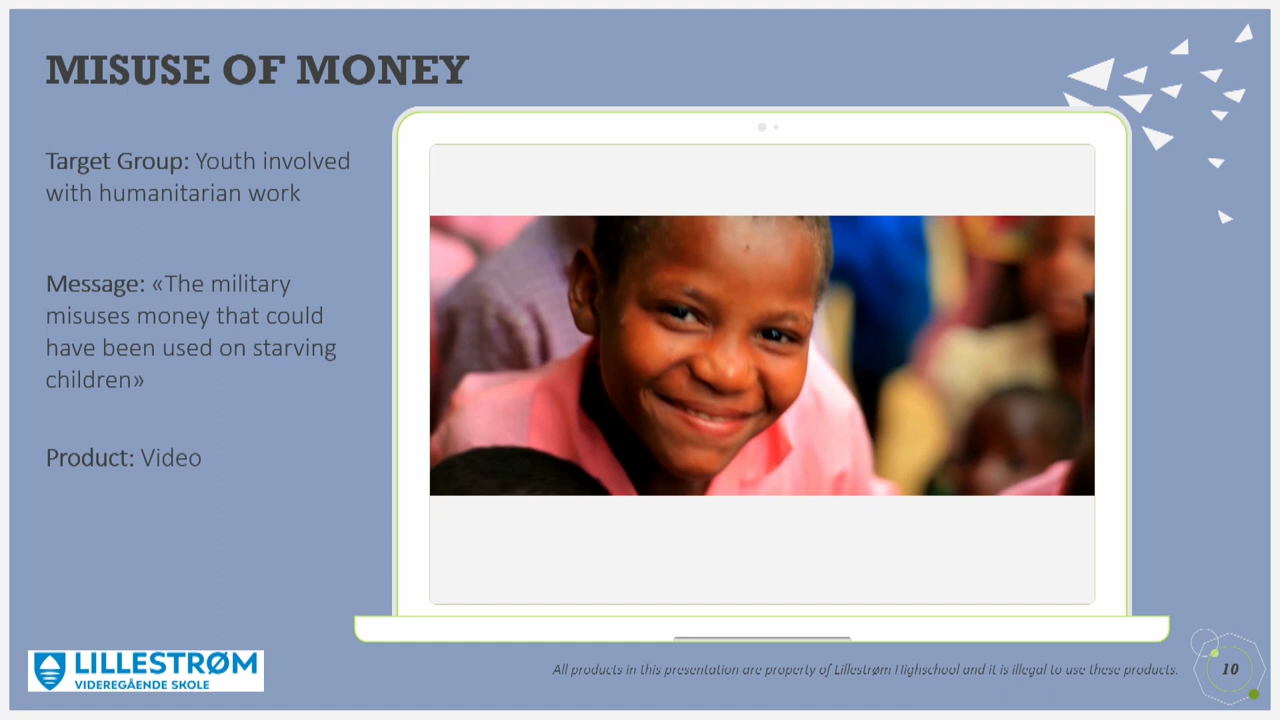 MISUSE OF MONEY
Target Group: Youth involved
with humanitarian work
Message: «The military
misuses money that could
have been used on starving
children»
Product: Video
LILLESTRØM
VIDEREGÅENDE SKOLE
All products in this presentation are property of Lillestrøm Highschool and it is illegal to use these products.
10